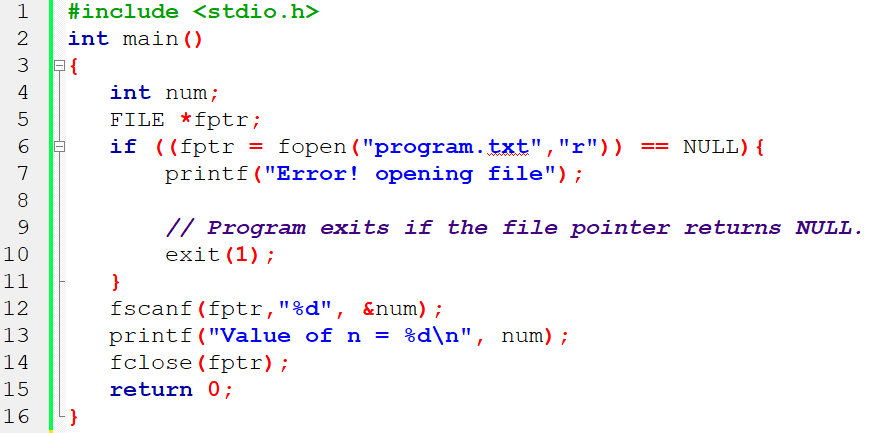 1 #include <stdio.h>
2 int main()
3 {
4 int num;
5 FILE *fptr;
6 if ((fptr = fopen("program.txt","r")) == NULL){
7 printf("Error! opening file");
8
9 // Program exits if the file pointer returns NULL.
10 exit(1);
11 }
12 fscanf(fptr,"%d", &num);
13 printf("Value of n = %d\n", num);
14 fclose(fptr);
15 return 0;
16 }